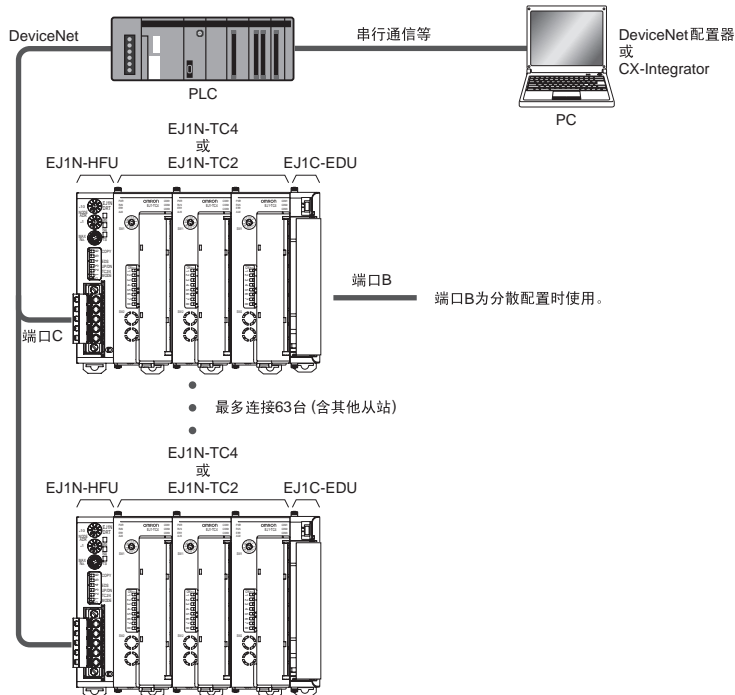 DeviceNet
串行通信等
DeviceNet配置器
或
CX-Integrator
PLC
PC
EJ1N-TC4
或
EJ1N-HFU
EJ1N-TC2
EJ1C-EDU
端口B
端口B为分散配置时使用。
端口C
最多连接63台 (含其他从站)
EJ1N-TC4
或
EJ1N-HFU
EJ1N-TC2
EJ1C-EDU